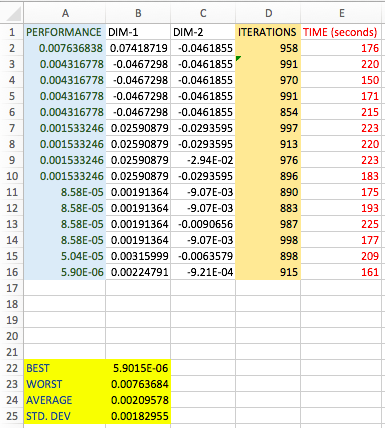 A B C D E
1 PERFORMANCE DIM-1 DIM-2 ITERATIONS TIME (seconds)
2 0.007636838 0.07418719 -0.0461855 958 176
3 0.004316778 -0.0467298 -0.0461855 991 220
4 0.004316778 -0.0467298 -0.0461855 970 150
5 0.004316778 -0.0467298 -0.0461855 991 171
6 0.004316778 -0.0467298 -0.0461855 854 215
7 0.001533246 0.02590879 -0.0293595 997 223
8 0.001533246 0.02590879 -0.0293595 913 220
9 0.001533246 0.02590879 -2.94E-02 976 223
10 0.001533246 0.02590879 -0.0293595 896 183
11 8.58E-05 0.00191364 -9.07E-03 890 175
12 8.58E-05 0.00191364 -9.07E-03 883 193
13 8.58E-05 0.00191364 -0.0090656 987 225
14 8.58E-05 0.00191364 -9.07E-03 998 177
15 5.04E-05 0.00315999 -0.0063579 898 209
16 5.90E-06 0.00224791 -9.21E-04 915 161
17
18
19
20
21
22 BEST 5.9015E-06
23 WORST 0.00763684
24 AVERAGE 0.00209578
25 STD. DEV 0.00182955